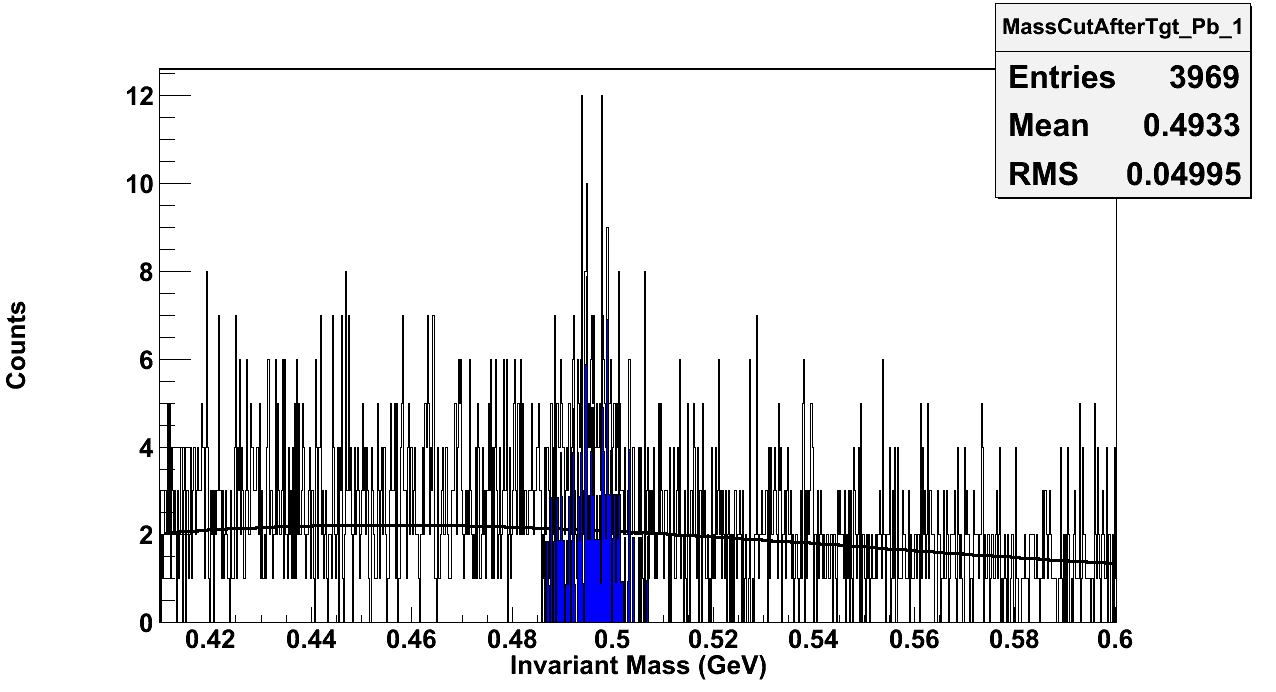 MassCutAfterTgt_Pb_1
Entries 3969
Mean 0.4933
RMS 0.04995
Counts
12
10
8
6
4
2
0
0.42 0.44 0.46 0.48 0.5 0.52 0.54 0.56 0.58 0.6
Invariant Mass (GeV)